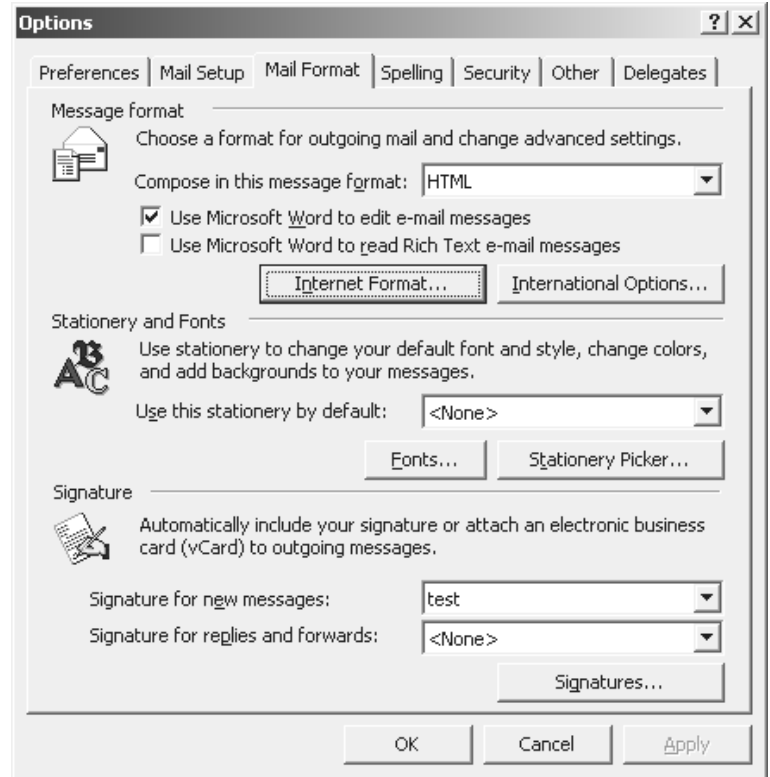 Options
Preferences Mail Setup Mail Format Spelling Security Other Delegates
Message format
Choose a format for outgoing mail and change advanced settings.
Compose in this message format: HTML
Use Microsoft Word to edit e-mail messages
Use Microsoft Word to read Rich Text e-mail messages
Internet Format... International Options...
Stationery and Fonts
Use stationery to change your default font and style, change colors,
and add backgrounds to your messages.
Use this stationery by default: <None>
Fonts... Stationery Picker...
Signature
Automatically include your signature or attach an electronic business
card (vCard) to outgoing messages.
Signature for new messages: test
Signature for replies and forwards: <None>
Signatures...
OK Cancel Apply